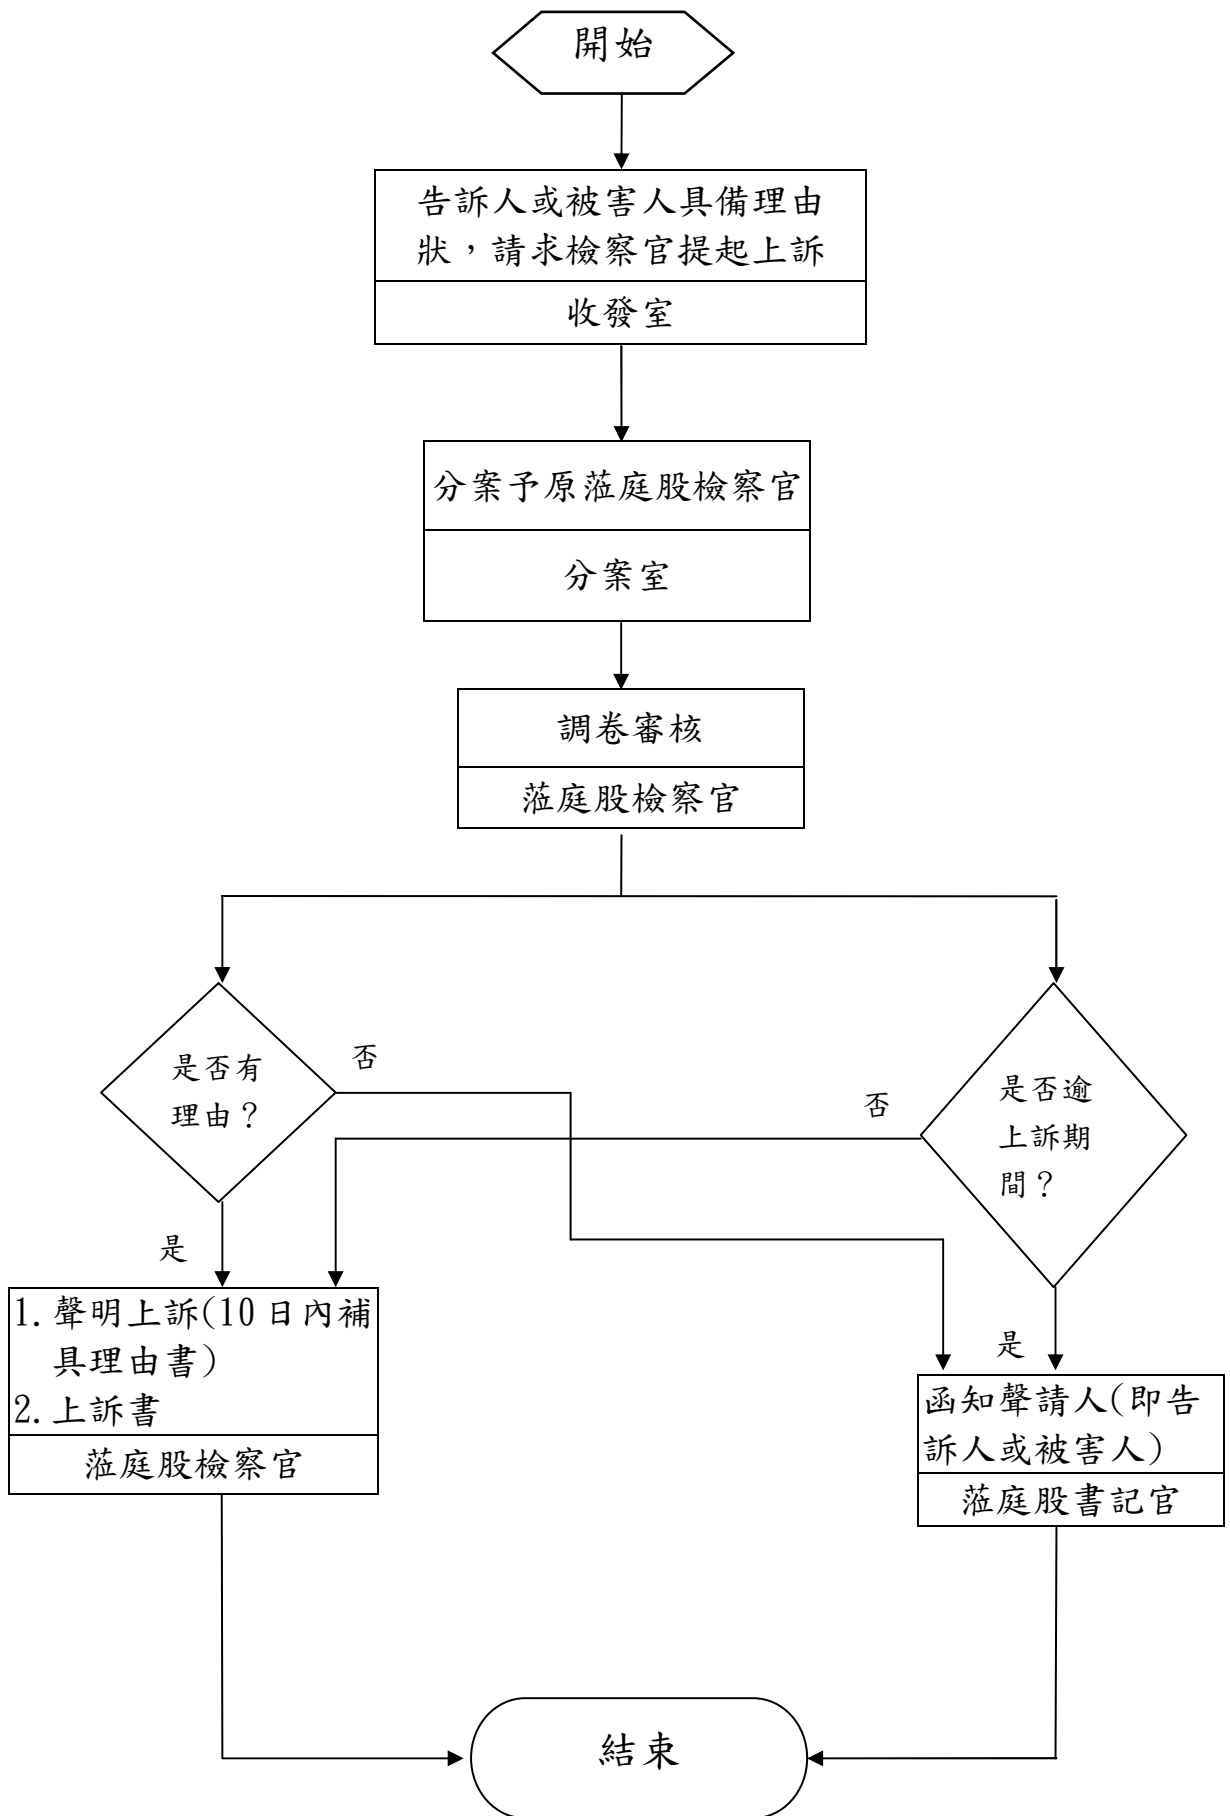 開始
告訴人或被害人具備理由
狀，請求檢察官提起上訴
收發室
分案予原蒞庭股檢察官
分案室
調卷審核
蒞庭股檢察官
是否有
理由？
否
是
是否逾
上訴期
間？
否
是
1. 聲明上訴(10日內補
具理由書)
2. 上訴書
蒞庭股檢察官
函知聲請人(即告
訴人或被害人)
蒞庭股書記官
結束